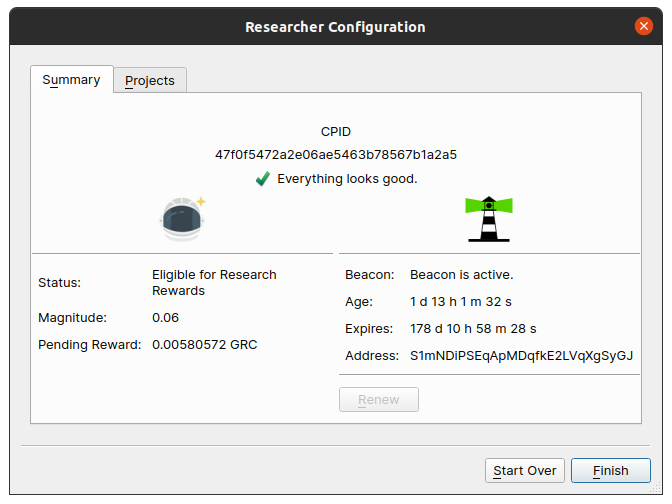 Researcher Configuration
Summary
Projects
CPID
47f0f5472a2e06ae5463b78567b1a2a5
Everything looks good.
Status:
Eligible for Research
Rewards
Magnitude:
0.06
Pending Reward:
0.00580572 GRC
Beacon:
Beacon is active.
Age:
1 d 13 h 1 m 32 s
Expires:
178 d 10 h 58 m 28 s
Address:
S1mNDiPSEqApMDqfkE2LVqXgSyGJ
Renew
Start Over
Finish